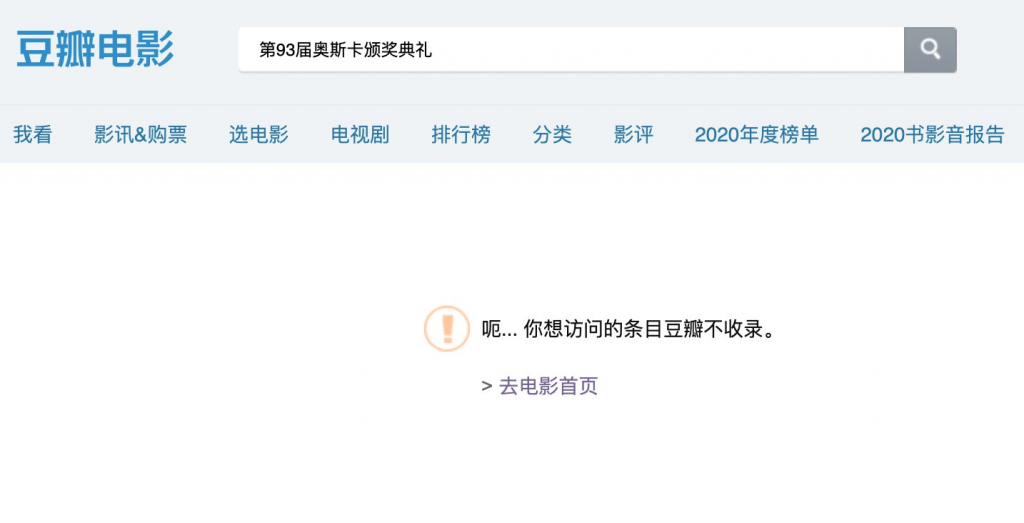 豆瓣电影
第93届奥斯卡颁奖典礼
我看 影讯&购票 选电影 电视剧 排行榜 分类 影评 2020年度榜单 2020书影音报告
呃... 你想访问的条目豆瓣不收录。
> 去电影首页